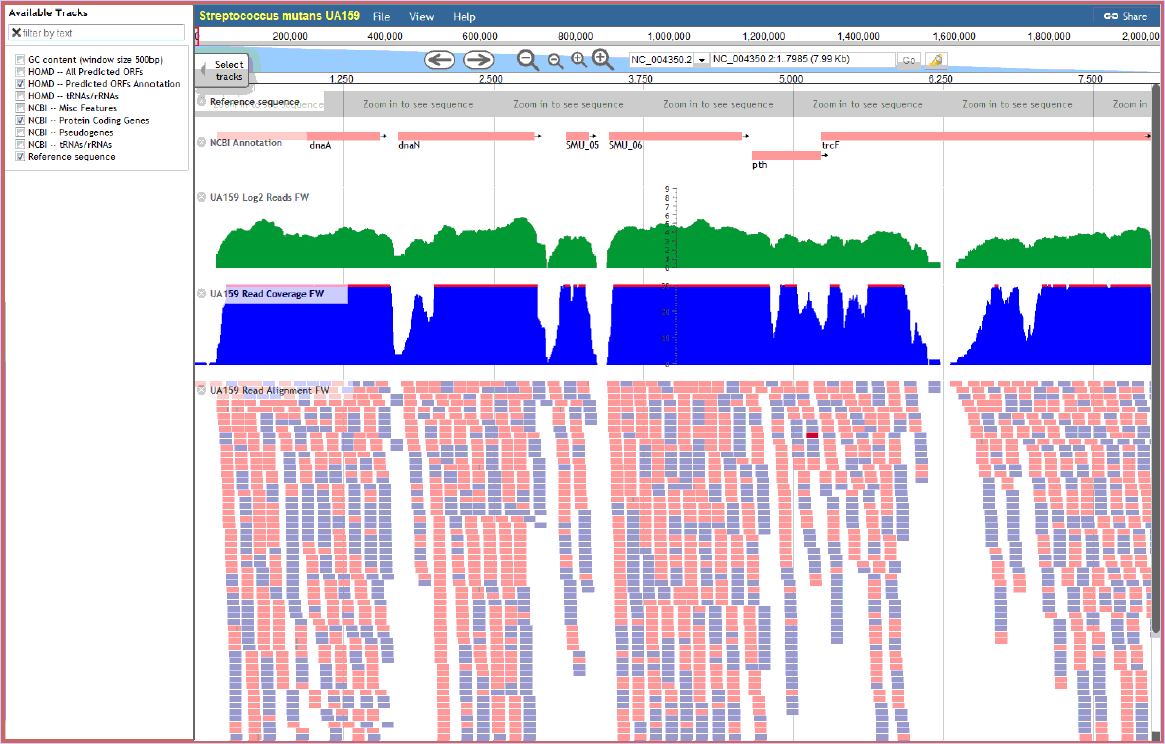 Available Tracks
filter by text
GC content (window size 500bp)
HOMD -- All Predicted ORFs
HOMD -- Predicted ORFs Annotation
HOMD -- tRNAs/rRNAs
NCBI -- Misc Features
NCBI -- Protein Coding Genes
NCBI -- Pseudogenes
NCBI -- tRNAs/rRNAs
Reference sequence
Streptococcus mutans UA159 File View Help Share
0 200,000 400,000 600,000 800,000 1,000,000 1,200,000 1,400,000 1,600,000 1,800,000 2,000,00
Select tracks
NC_004350.2 NC_004350.2:1..7985 (7.99 Kb) Go
1,250 2,500 3,750 5,000 6,250 7,500
Reference sequence Zoom in to see sequence Zoom in to see sequence Zoom in to see sequence Zoom in to see sequence Zoom in to see sequence Zoom in
NCBI Annotation
dnaA dnaN SMU_05 SMU_06 trcF
pth
UA159 Log2 Reads FW
9
8
7
6
5
4
3
2
1
0
UA159 Read Coverage FW
30
20
10
0
UA159 Read Alignment FW